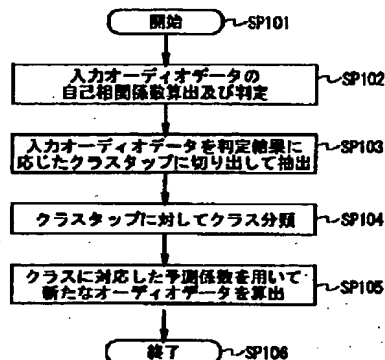 開始
SP101
入力オーディオデータの
自己相関係数算出及び判定
SP102
入力オーディオデータを判定結果に
応じたクラスタップに切り出して抽出
SP103
クラスタップに対してクラス分類
SP104
クラスに対応した予測係数を用いて
新たなオーディオデータを算出
SP105
終了
SP106